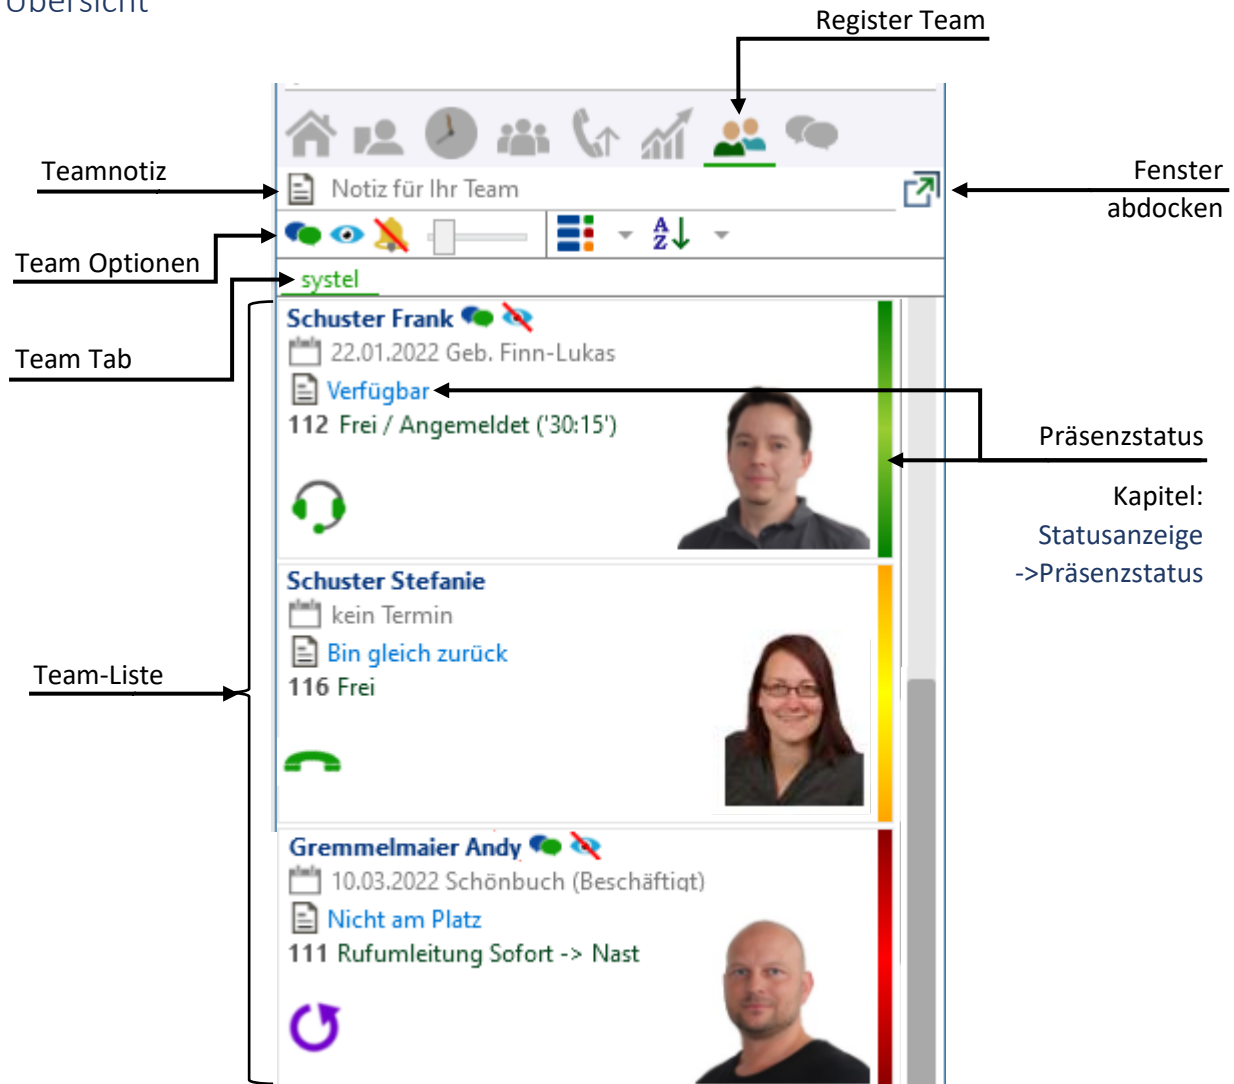 Übersicht
Register Team
Teamnotiz
Notiz für Ihr Team
Fenster
abdocken
Team Optionen
A
Z
systel
Team Tab
Schuster Frank
22.01.2022 Geb. Finn-Lukas
Verfügbar
112 Frei / Angemeldet ('30:15')
Präsenzstatus
Kapitel:
Statusanzeige
->Präsenzstatus
Schuster Stefanie
kein Termin
Bin gleich zurück
116 Frei
Team-Liste
Gremmelmaier Andy
10.03.2022 Schönbuch (Beschäftigt)
Nicht am Platz
111 Rufumleitung Sofort -> Nast